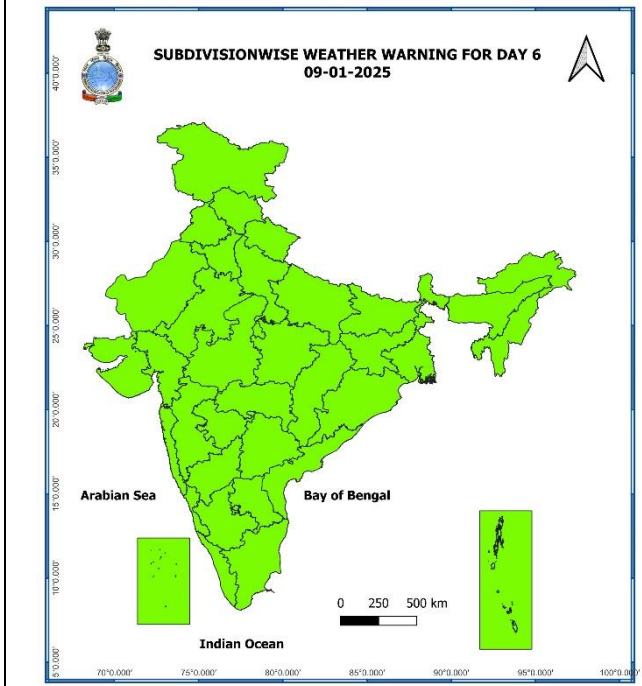 SUBDIVISIONWISE WEATHER WARNING FOR DAY 6
09-01-2025
40°0.000'
35°0.000'
30°0.000'
25°0.000'
20°0.000'
15°0.000'
10°0.000'
5°0.000'
Arabian Sea
Bay of Bengal
0 250 500 km
Indian Ocean
70°0.000' 75°0.000' 80°0.000' 85°0.000' 90°0.000' 95°0.000' 100°0.000'